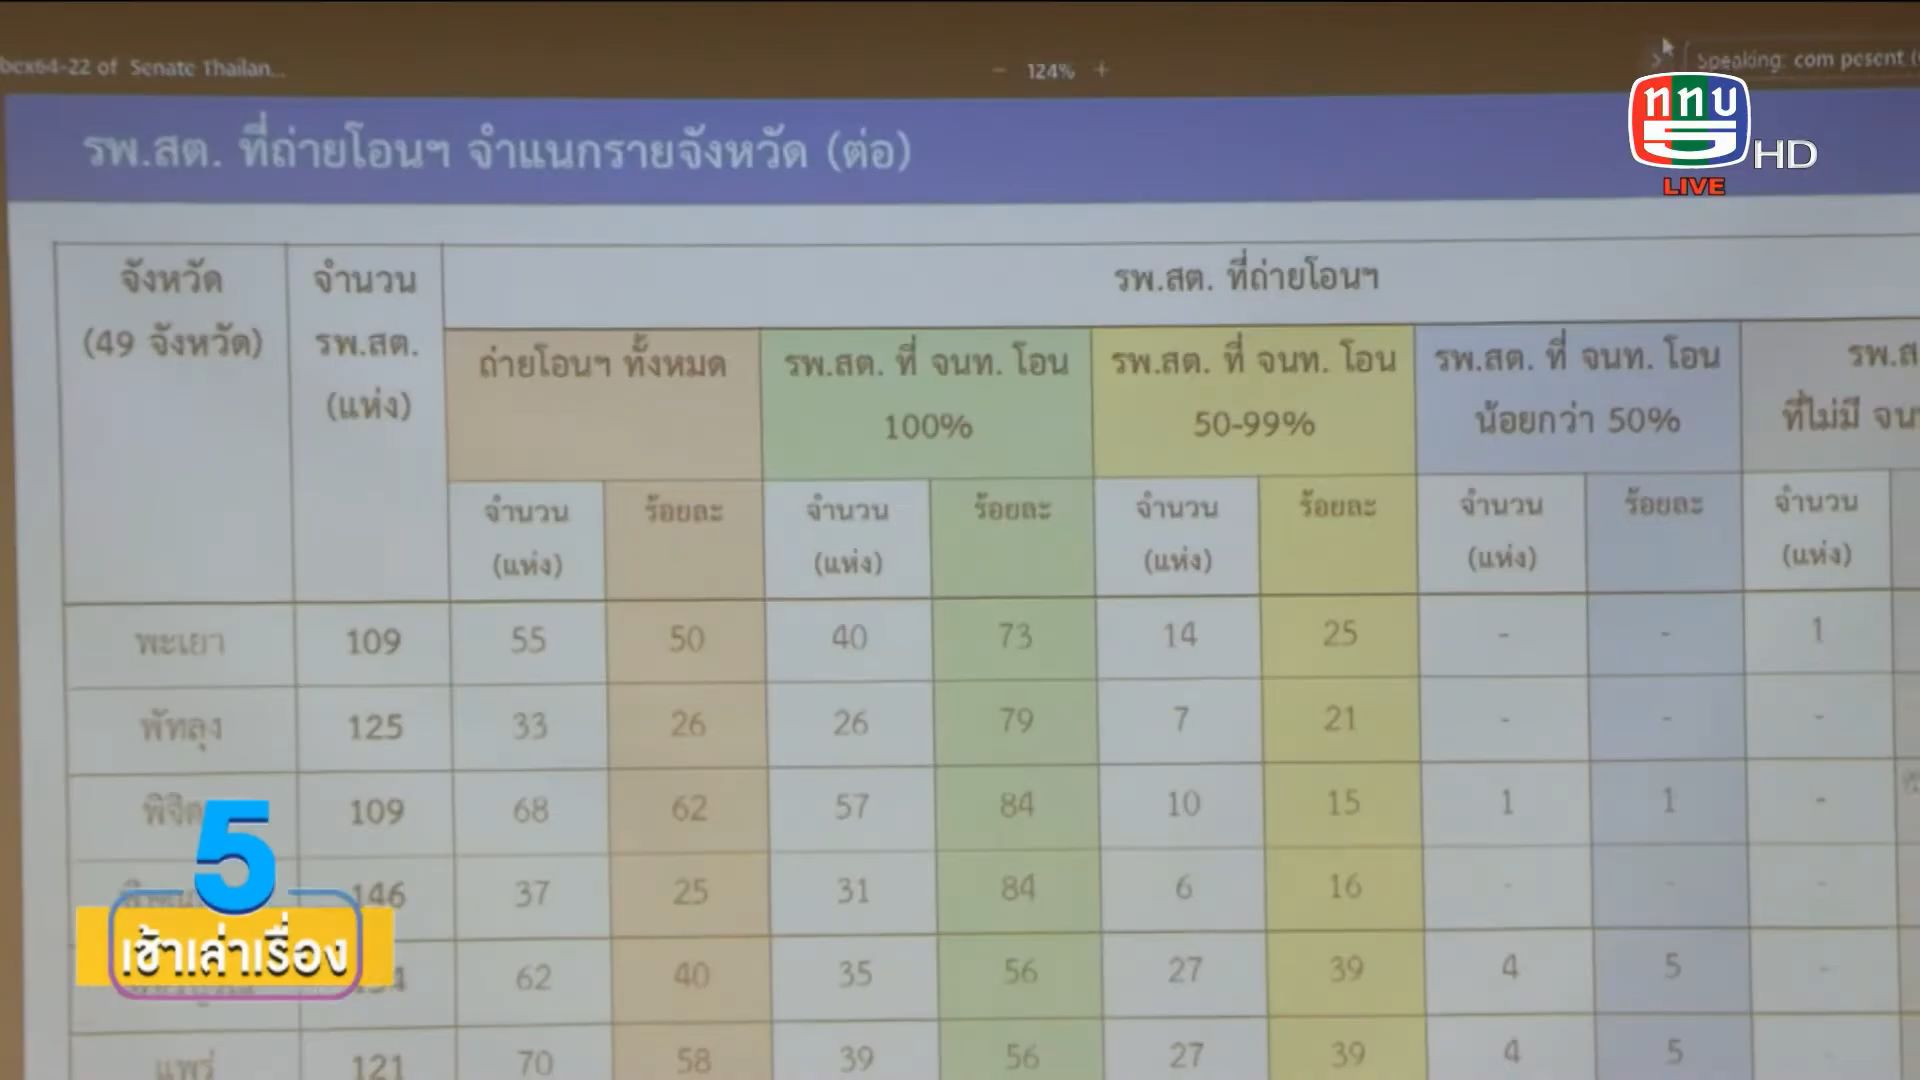 of Senate Thailan...
124%
Speaking: com pesent
ททบ
5
HD
LIVE
รพ.สต. ที่ถ่ายโอนฯ จำแนกรายจังหวัด (ต่อ)
จังหวัด
(49 จังหวัด)
จำนวน
รพ.สต.
(แห่ง)
รพ.สต. ที่ถ่ายโอนฯ
ถ่ายโอนฯ ทั้งหมด
รพ.สต. ที่ จนท. โอน
100%
รพ.สต. ที่ จนท. โอน
50-99%
รพ.สต. ที่ จนท. โอน
น้อยกว่า 50%
ที่ไม่มี
จำนวน
(แห่ง)
ร้อยละ
จำนวน
(แห่ง)
ร้อยละ
จำนวน
(แห่ง)
ร้อยละ
จำนวน
(แห่ง)
ร้อยละ
จำนวน
(แห่ง)
พะเยา 109 55 50 40 73 14 25 - - 1
พัทลุง 125 33 26 26 79 7 21 - - -
109 68 62 57 84 10 15 1 1 -
146 37 25 31 84 6 16 - - -
62 40 35 56 27 39 4 5 -
แพร่ 121 70 58 39 56 27 39 4 5 -
5
เช้าเล่าเรื่อง